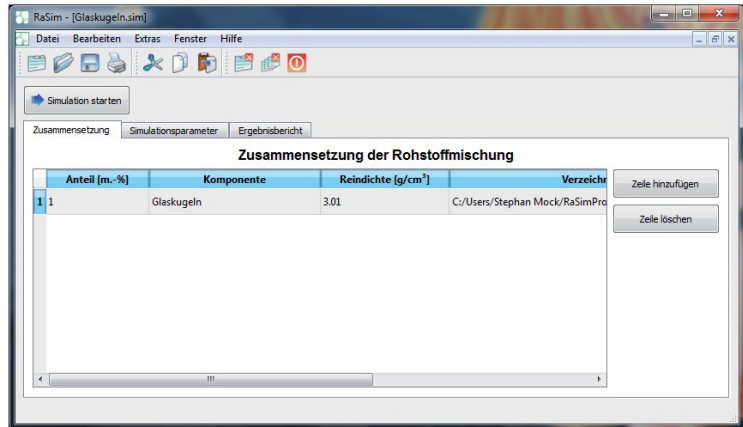 RaSim - [Glaskugeln.sim]
Datei Bearbeiten Extras Fenster Hilfe
Simulation starten
Zusammensetzung Simulationsparameter Ergebnisbericht
Zusammensetzung der Rohstoffmischung
Anteil [m.-%] Komponente Reindichte [g/cm³] Verzeichr
1 1 Glaskugeln 3.01 C:/Users/Stephan Mock/RaSimPro
Zeile hinzufügen
Zeile löschen